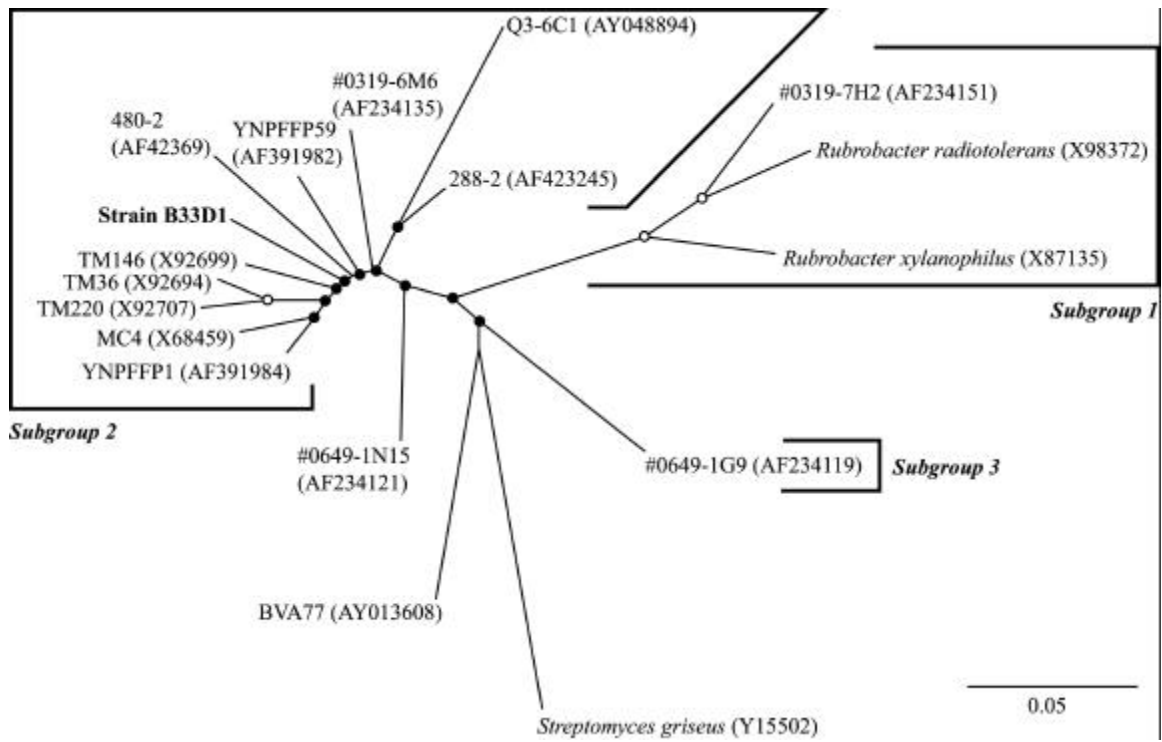 Q3-6C1 (AY048894)
#0319-6M6
(AF234135)
#0319-7H2 (AF234151)
480-2
(AF42369)
YNPFFP59
(AF391982)
Rubrobacter radiotolerans (X98372)
288-2 (AF423245)
Strain B33D1
TM146 (X92699)
Rubrobacter xylanophilus (X87135)
TM36 (X92694)
TM220 (X92707)
Subgroup 1
MC4 (X68459)
YNPFFP1 (AF391984)
Subgroup 2
#0649-1N15
(AF234121)
#0649-1G9 (AF234119)
Subgroup 3
BVA77 (AY013608)
0.05
Streptomyces griseus (Y15502)